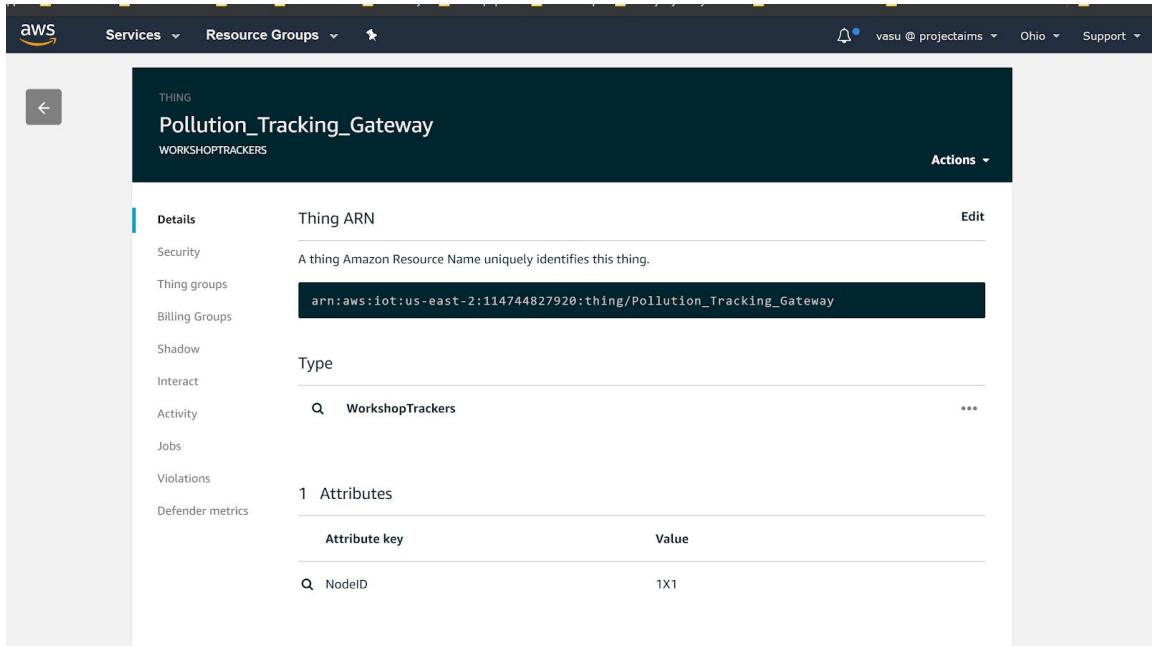 aws Services Resource Groups vasu @ projectaims Ohio Support
THING
Pollution_Tracking_Gateway
WORKSHOPTRACKERS
Actions
Details
Security
Thing groups
Billing Groups
Shadow
Interact
Activity
Jobs
Violations
Defender metrics
Thing ARN Edit
A thing Amazon Resource Name uniquely identifies this thing.
arn:aws:iot:us-east-2:114744827920:thing/Pollution_Tracking_Gateway
Type
WorkshopTrackers
1 Attributes
Attribute key Value
NodeID 1X1